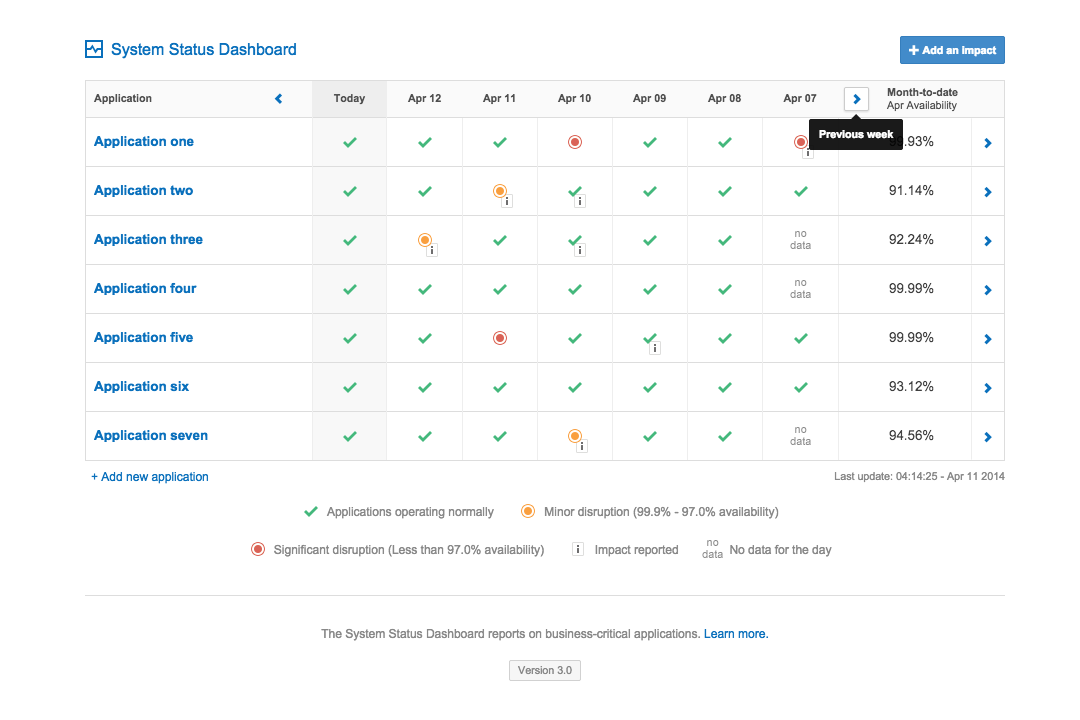 System Status Dashboard
+ Add an Impact
Application Today Apr 12 Apr 11 Apr 10 Apr 09 Apr 08 Apr 07 Month-to-date
Apr Availability
Previous week
Application one .93%
i
Application two 91.14%
i i
Application three no data 92.24%
i i
Application four no data 99.99%
Application five 99.99%
i
Application six 93.12%
Application seven no data 94.56%
i
+ Add new application Last update: 04:14:25 - Apr 11 2014
Applications operating normally Minor disruption (99.9% - 97.0% availability)
Significant disruption (Less than 97.0% availability) i Impact reported no data No data for the day
The System Status Dashboard reports on business-critical applications. Learn more.
Version 3.0